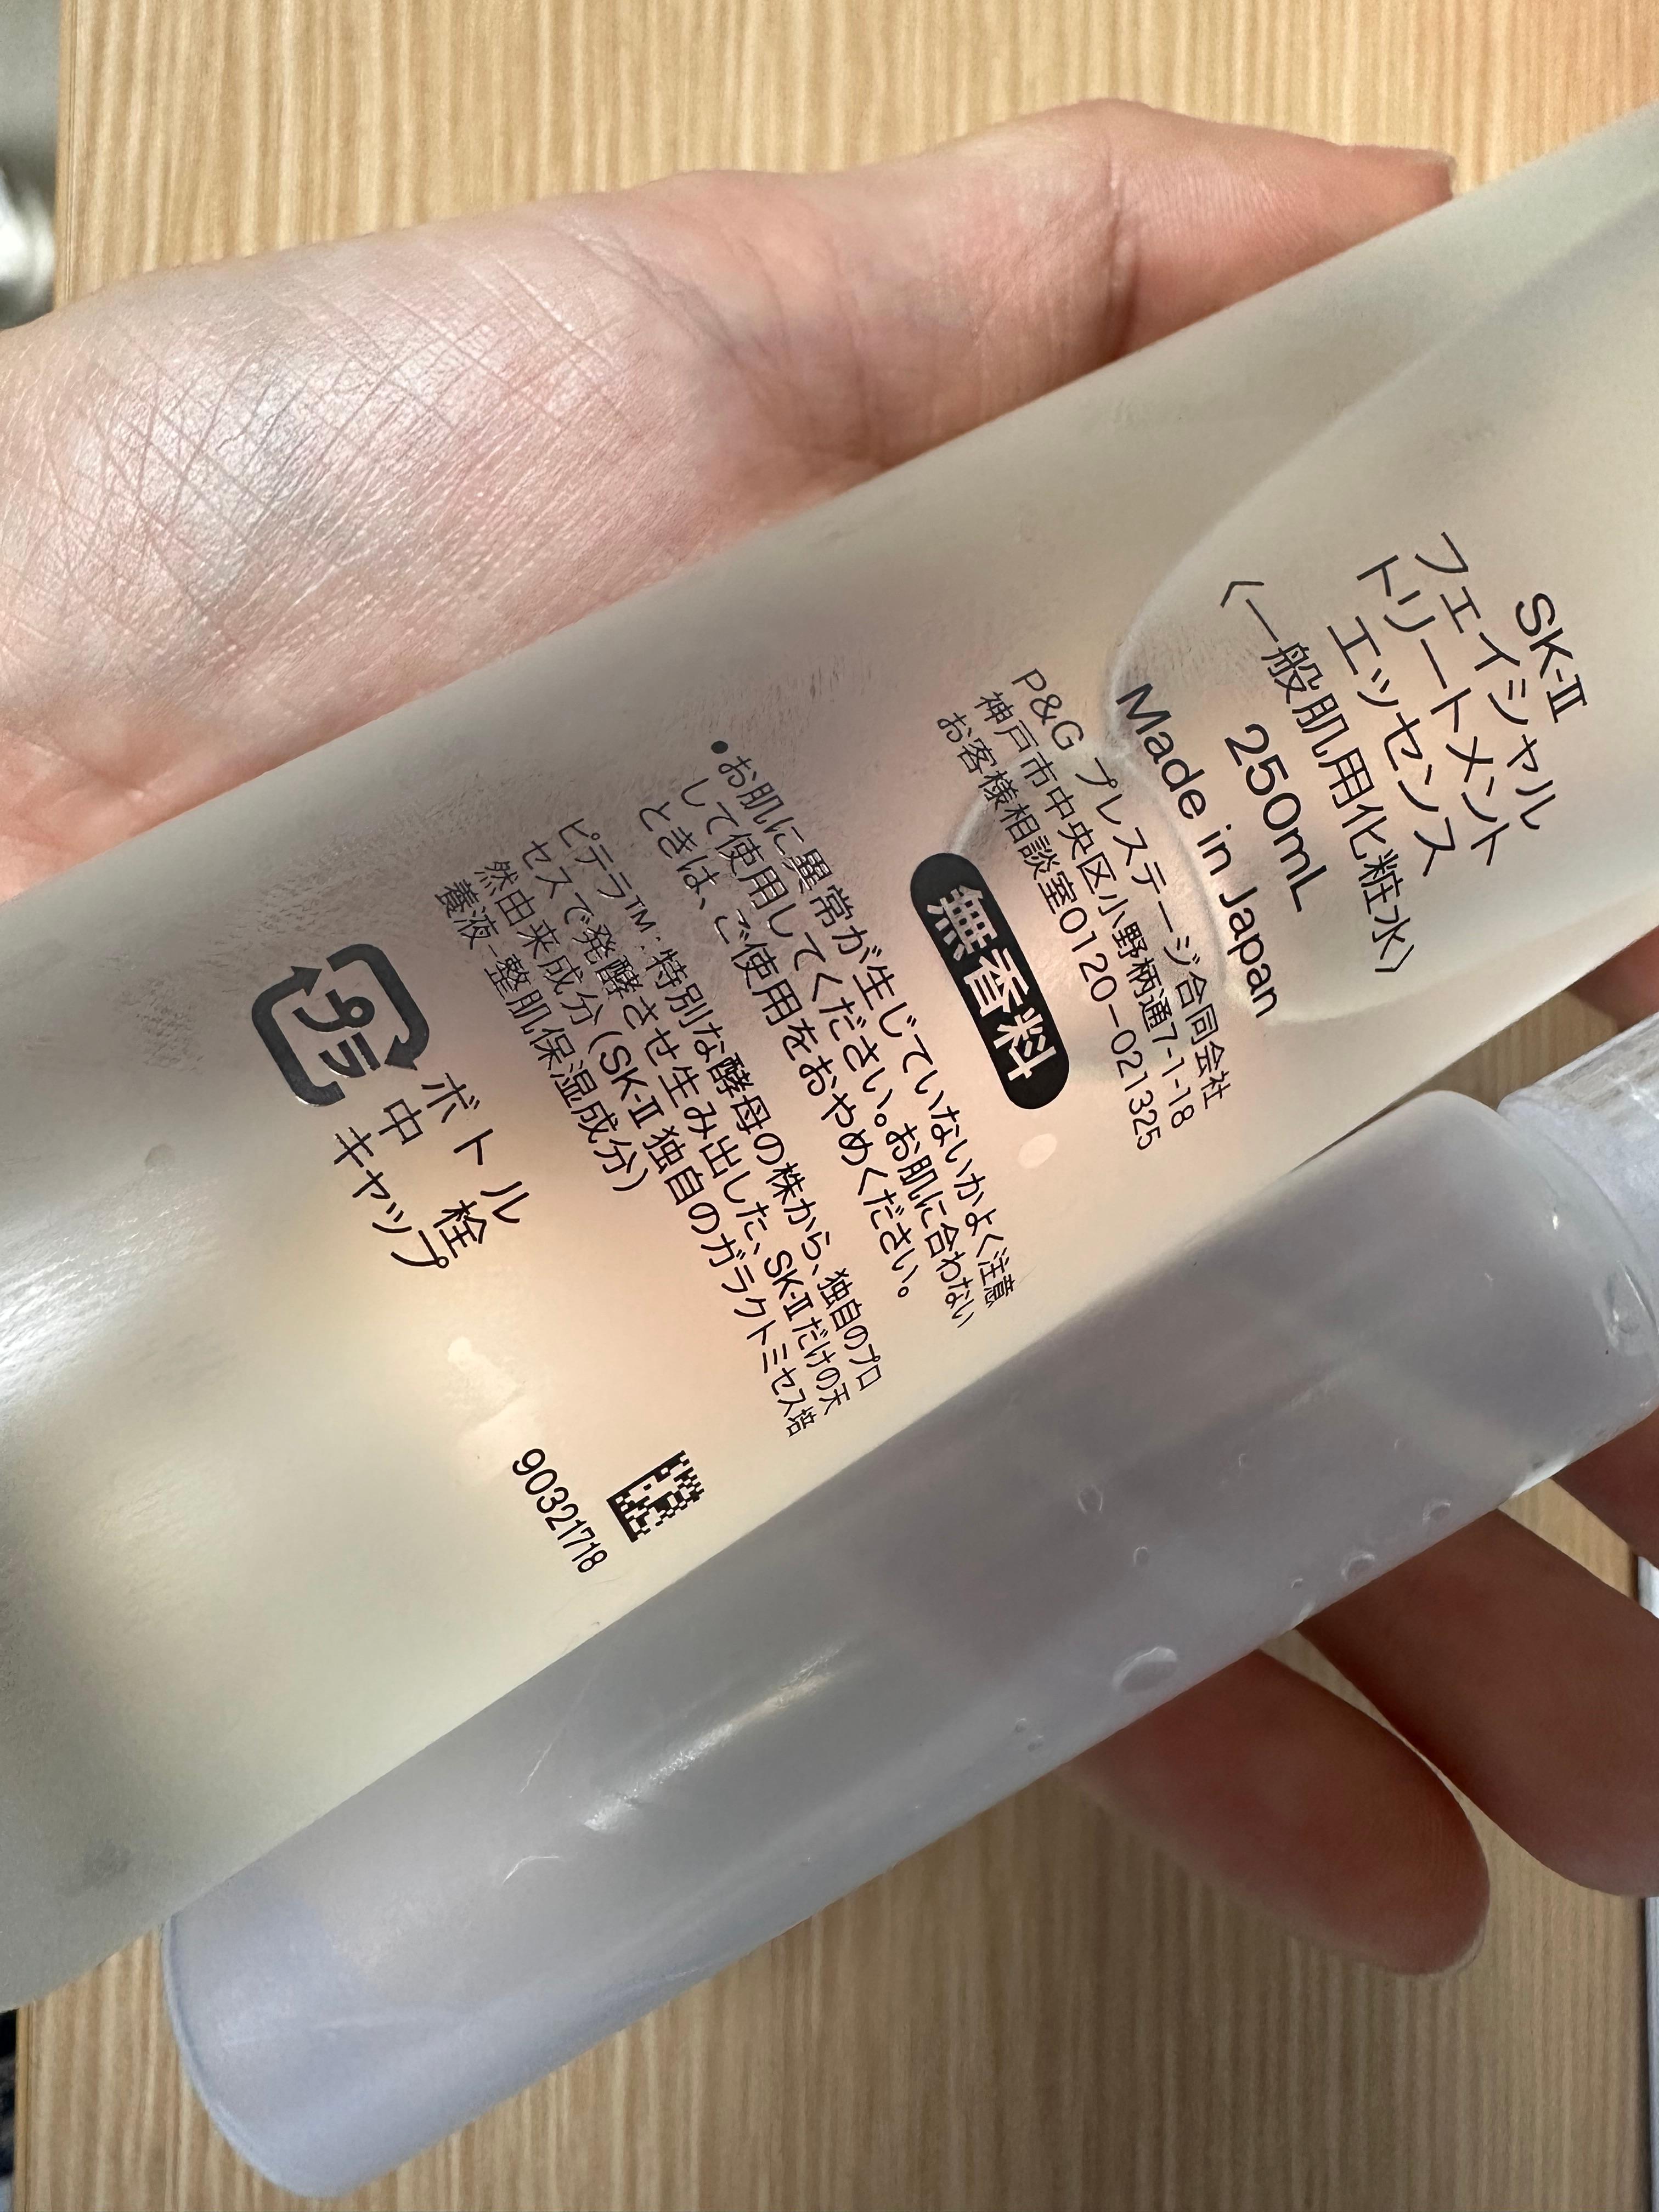 SK-Ⅱ
フェイシャル
トリートメント
エッセンス
〈一般肌用化粧水〉
250mL
Made in Japan
P&G プレステージ合同会社
神戸市中央区小野柄通7-1-18
お客様相談室0120-021325
無香料
•お肌に異常が生じていないかよく注意
して使用してください。お肌に合わない
ときは、ご使用をおやめください。
ピテラ™:特別な酵母の株から、独自のプロ
セスで発酵させ生み出した、SK-Ⅱだけの天
然由来成分(SK-Ⅱ独自のガラクトミセス培
養液-整肌保湿成分)
プラ
ボトル
中 栓
キャップ
90321718